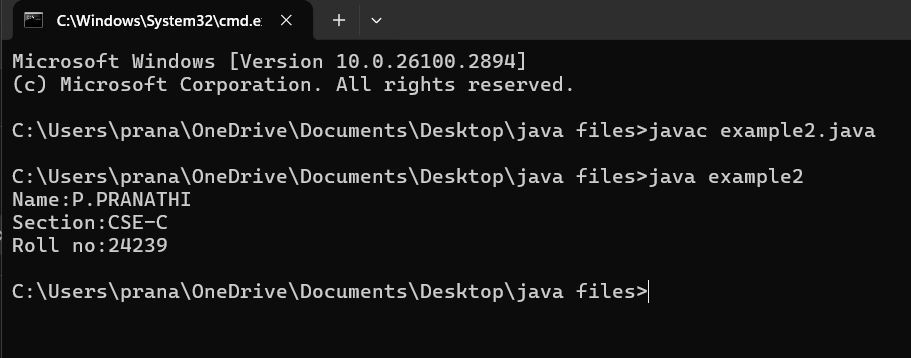 C:\Windows\System32\cmd.e
Microsoft Windows [Version 10.0.26100.2894]
(c) Microsoft Corporation. All rights reserved.
C:\Users\prana\OneDrive\Documents\Desktop\java files>javac example2.java
C:\Users\prana\OneDrive\Documents\Desktop\java files>java example2
Name:P.PRANATHI
Section:CSE-C
Roll no:24239
C:\Users\prana\OneDrive\Documents\Desktop\java files>